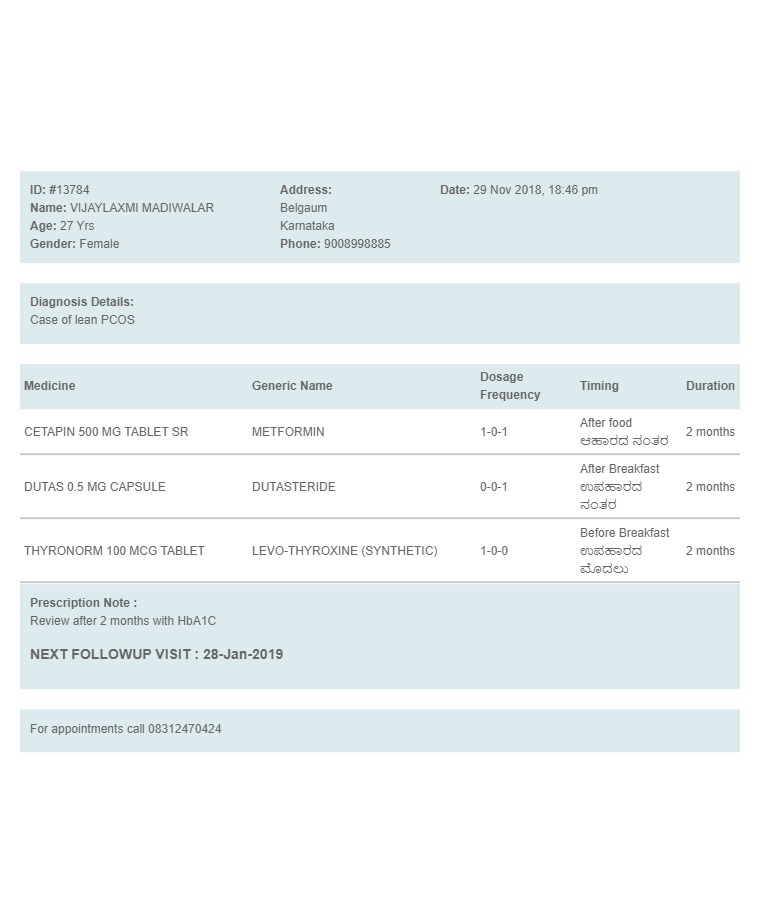 ID: #13784
Name: VIJAYLAXMI MADIWALAR
Age: 27 Yrs
Gender: Female
Address:
Belgaum
Karnataka
Phone: 9008998885
Date: 29 Nov 2018, 18:46 pm
Diagnosis Details:
Case of lean PCOS
Medicine Generic Name Dosage Frequency Timing Duration
CETAPIN 500 MG TABLET SR METFORMIN 1-0-1 After food 2 months
ಆಹಾರದ ನಂತರ
DUTAS 0.5 MG CAPSULE DUTASTERIDE 0-0-1 After Breakfast 2 months
ಉಪಹಾರದ
ನಂತರ
THYRONORM 100 MCG TABLET LEVO-THYROXINE (SYNTHETIC) 1-0-0 Before Breakfast 2 months
ಉಪಹಾರದ
ಮೊದಲು
Prescription Note :
Review after 2 months with HbA1C
NEXT FOLLOWUP VISIT : 28-Jan-2019
For appointments call 08312470424